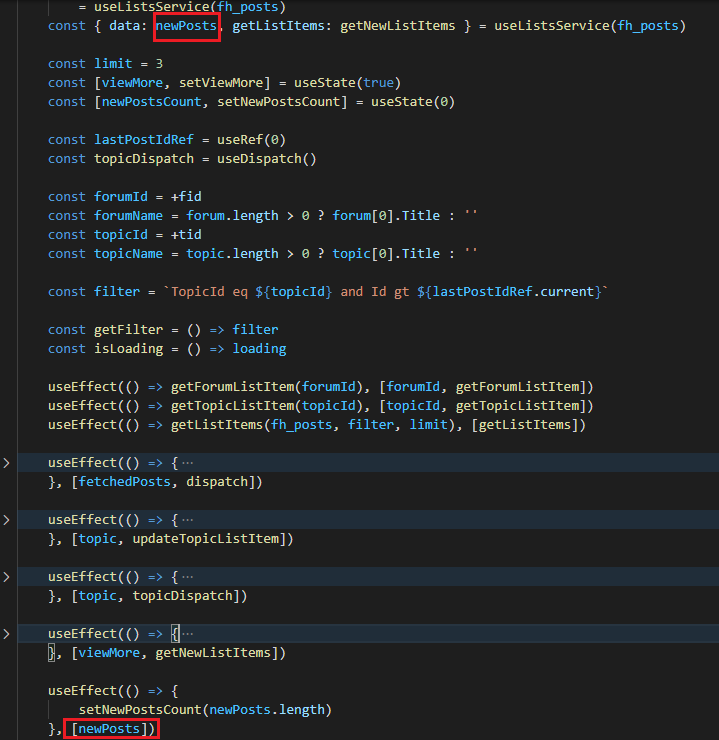 = useListsService(fh_posts)
const { data: newPosts, getListItems: getNewListItems } = useListsService(fh_posts)
const limit = 3
const [viewMore, setViewMore] = useState(true)
const [newPostsCount, setNewPostsCount] = useState(0)
const lastPostIdRef = useRef(0)
const topicDispatch = useDispatch()
const forumId = +fid
const forumName = forum.length > 0 ? forum[0].Title : ''
const topicId = +tid
const topicName = topic.length > 0 ? topic[0].Title : ''
const filter = `TopicId eq ${topicId} and Id gt ${lastPostIdRef.current}`
const getFilter = () => filter
const isLoading = () => loading
useEffect(() => getForumListItem(forumId), [forumId, getForumListItem])
useEffect(() => getTopicListItem(topicId), [topicId, getTopicListItem])
useEffect(() => getListItems(fh_posts, filter, limit), [getListItems])
useEffect(() => {⋯
}, [fetchedPosts, dispatch])
useEffect(() => {⋯
}, [topic, updateTopicListItem])
useEffect(() => {⋯
}, [topic, topicDispatch])
useEffect(() => {⋯
}, [viewMore, getNewListItems])
useEffect(() => {
setNewPostsCount(newPosts.length)
}, [newPosts])